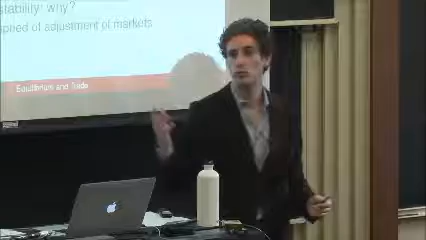 stability: why?
speed of adjustment of markets
Equilibrium and Trade